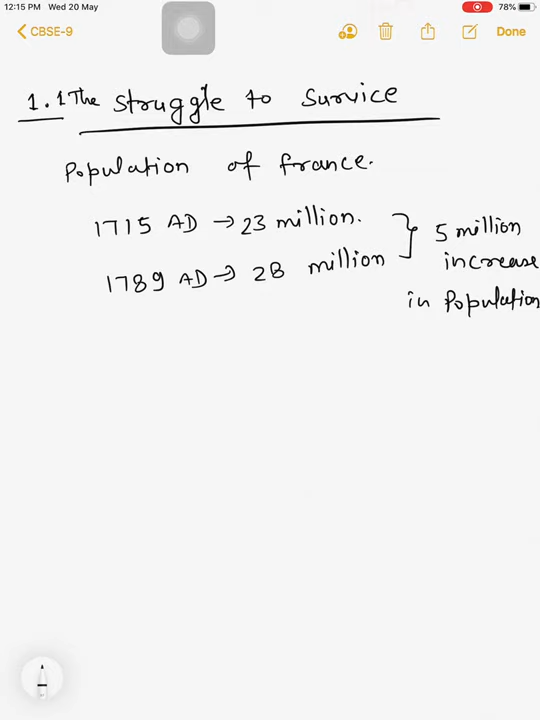 12:15 PM Wed 20 May
78%
CBSE-9
Done
1.1 The Struggle to Survice
Population of france.
1715 AD → 23 million.
1789 AD → 28 million
5 million
increase
in Population